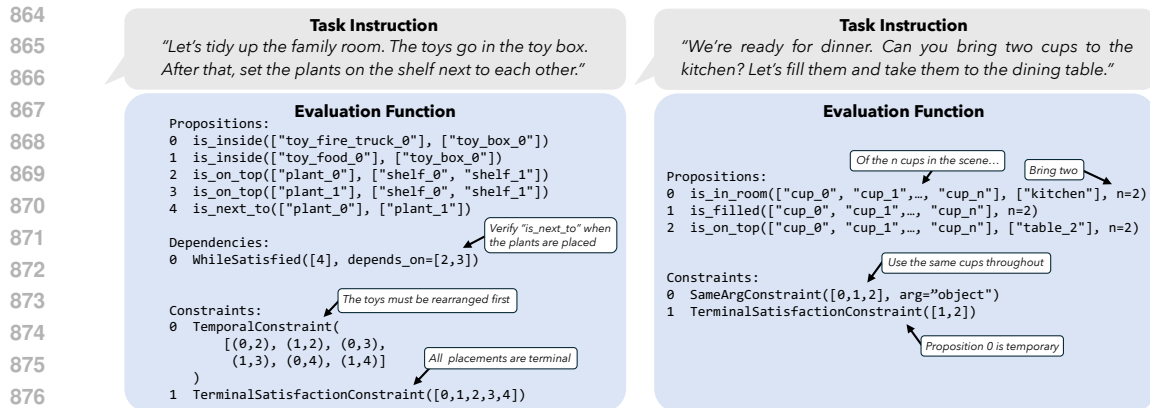 864
865
866
867
868
869
870
871
872
873
874
875
876
Task Instruction
“Let’s tidy up the family room. The toys go in the toy box.
After that, set the plants on the shelf next to each other.”
Evaluation Function
Propositions:
0 is_inside(["toy_fire_truck_0"], ["toy_box_0"])
1 is_inside(["toy_food_0"], ["toy_box_0"])
2 is_on_top(["plant_0"], ["shelf_0", "shelf_1"])
3 is_on_top(["plant_1"], ["shelf_0", "shelf_1"])
4 is_next_to(["plant_0"], ["plant_1"])
Verify “is_next_to” when
the plants are placed
Dependencies:
0 WhileSatisfied([4], depends_on=[2,3])
The toys must be rearranged first
Constraints:
0 TemporalConstraint(
[(0,2), (1,2), (0,3),
(1,3), (0,4), (1,4)]
)
All placements are terminal
1 TerminalSatisfactionConstraint([0,1,2,3,4])
Task Instruction
“We’re ready for dinner. Can you bring two cups to the
kitchen? Let’s fill them and take them to the dining table.”
Evaluation Function
Of the n cups in the scene…
Bring two
Propositions:
0 is_in_room(["cup_0", "cup_1",…, "cup_n"], ["kitchen"], n=2)
1 is_filled(["cup_0", "cup_1",…, "cup_n"], n=2)
2 is_on_top(["cup_0", "cup_1",…, "cup_n"], ["table_2"], n=2)
Use the same cups throughout
Constraints:
0 SameArgConstraint([0,1,2], arg=”object")
1 TerminalSatisfactionConstraint([1,2])
Proposition 0 is temporary